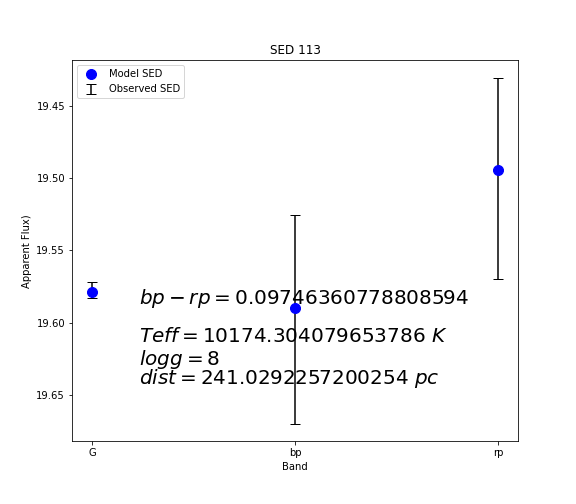 SED 113
Model SED
Observed SED
19.45
19.50
19.55
19.60
19.65
Apparent Flux)
bp − rp = 0.09746360778808594
Teff = 10174.304079653786 K
logg = 8
dist = 241.0292257200254 pc
G
bp
rp
Band